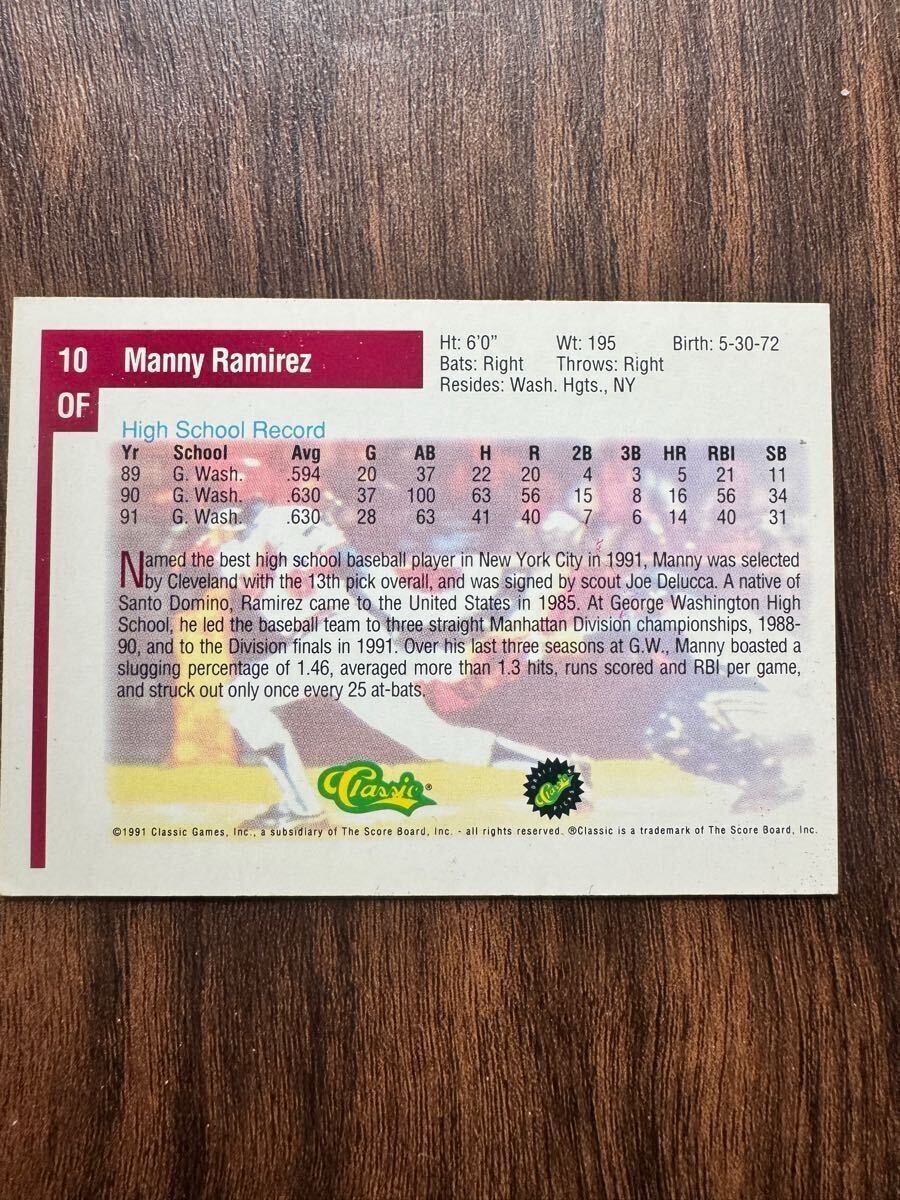 10 Manny Ramirez
OF
Ht: 6'0" Wt: 195 Birth: 5-30-72
Bats: Right Throws: Right
Resides: Wash. Hgts., NY
High School Record
Yr School Avg G AB H R 2B 3B HR RBI SB
89 G. Wash. .594 20 37 22 20 4 3 5 21 11
90 G. Wash. .630 37 100 63 56 15 8 16 56 34
91 G. Wash. .630 28 63 41 40 7 6 14 40 31
Named the best high school baseball player in New York City in 1991, Manny was selected
by Cleveland with the 13th pick overall, and was signed by scout Joe Delucca. A native of
Santo Domino, Ramirez came to the United States in 1985. At George Washington High
School, he led the baseball team to three straight Manhattan Division championships, 1988-
90, and to the Division finals in 1991. Over his last three seasons at G.W., Manny boasted a
slugging percentage of 1.46, averaged more than 1.3 hits, runs scored and RBI per game,
and struck out only once every 25 at-bats.
Classic®
Classic
©1991 Classic Games, Inc., a subsidiary of The Score Board, Inc. - all rights reserved. ®Classic is a trademark of The Score Board, Inc.